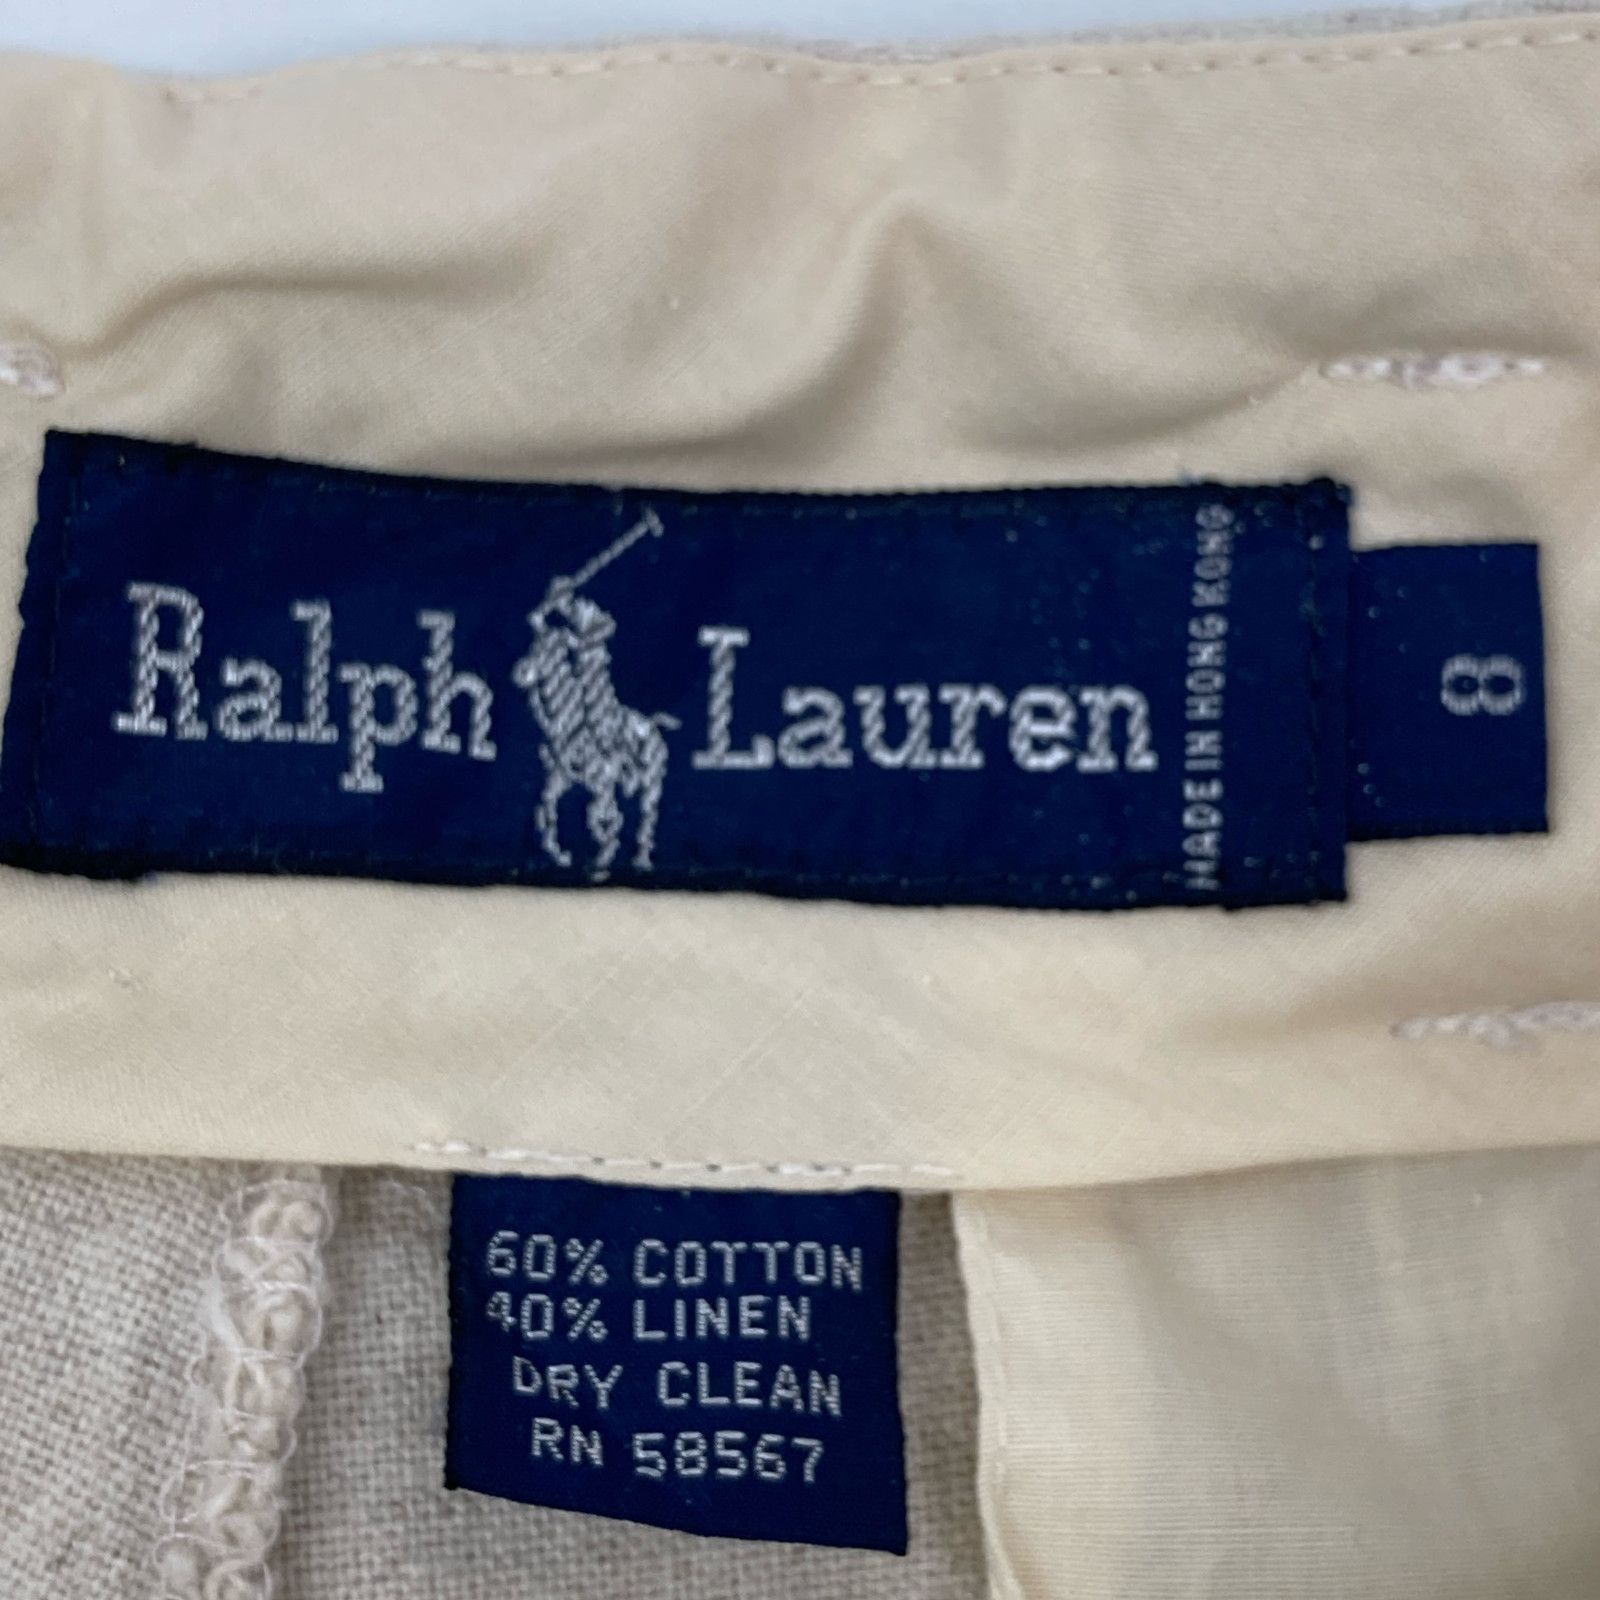 Ralph Lauren
MADE IN HONG KONG
8
60% COTTON
40% LINEN
DRY CLEAN
RN 58567